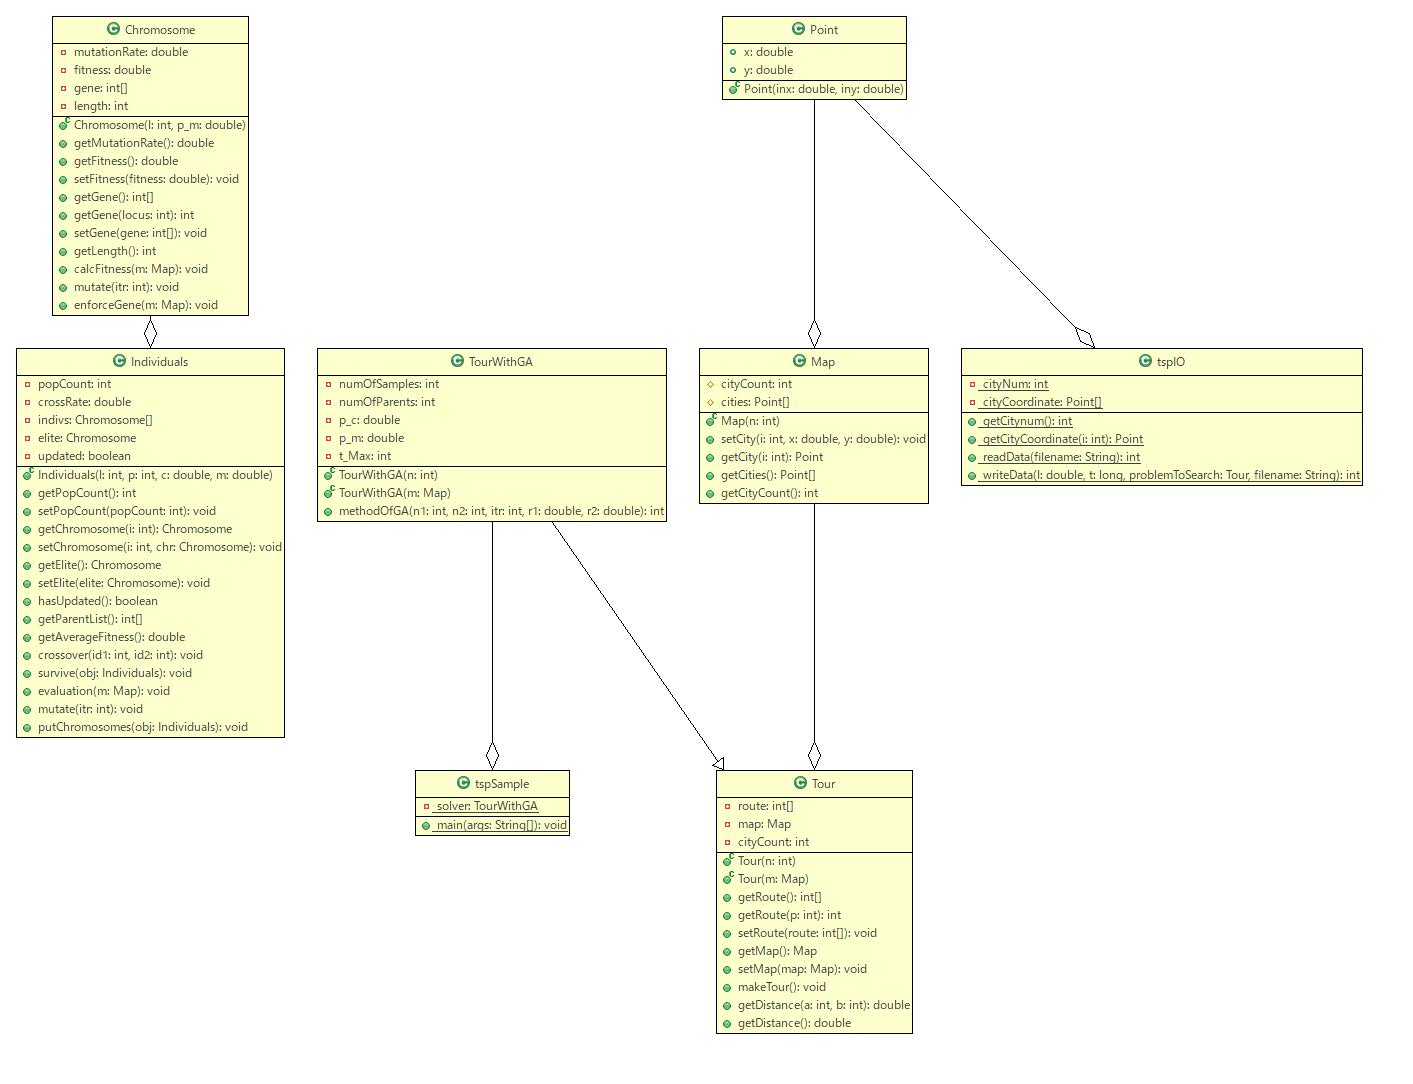 Chromosome
mutationRate: double
fitness: double
gene: int[]
length: int
Chromosome(l: int, p_m: double)
getMutationRate(): double
getFitness(): double
setFitness(fitness: double): void
getGene(): int[]
getGene(locus: int): int
setGene(gene: int[]): void
getLength(): int
calcFitness(m: Map): void
mutate(itr: int): void
enforceGene(m: Map): void
Point
x: double
y: double
Point(inx: double, iny: double)
Individuals
popCount: int
crossRate: double
indivs: Chromosome[]
elite: Chromosome
updated: boolean
Individuals(l: int, p: int, c: double, m: double)
getPopCount(): int
setPopCount(popCount: int): void
getChromosome(i: int): Chromosome
setChromosome(i: int, chr: Chromosome): void
getElite(): Chromosome
setElite(elite: Chromosome): void
hasUpdated(): boolean
getParentList(): int[]
getAverageFitness(): double
crossover(id1: int, id2: int): void
survive(obj: Individuals): void
evaluation(m: Map): void
mutate(itr: int): void
putChromosomes(obj: Individuals): void
TourWithGA
numOfSamples: int
numOfParents: int
p_c: double
p_m: double
t_Max: int
TourWithGA(n: int)
TourWithGA(m: Map)
methodOfGA(n1: int, n2: int, itr: int, r1: double, r2: double): int
Map
cityCount: int
cities: Point[]
Map(n: int)
setCity(i: int, x: double, y: double): void
getCity(i: int): Point
getCities(): Point[]
getCityCount(): int
tspIO
cityNum: int
cityCoordinate: Point[]
getCitynum(): int
getCityCoordinate(i: int): Point
readData(filename: String): int
writeData(l: double, t: long, problemToSearch: Tour, filename: String): int
tspSample
solver: TourWithGA
main(args: String[]): void
Tour
route: int[]
map: Map
cityCount: int
Tour(n: int)
Tour(m: Map)
getRoute(): int[]
getRoute(p: int): int
setRoute(route: int[]): void
getMap(): Map
setMap(map: Map): void
makeTour(): void
getDistance(a: int, b: int): double
getDistance(): double